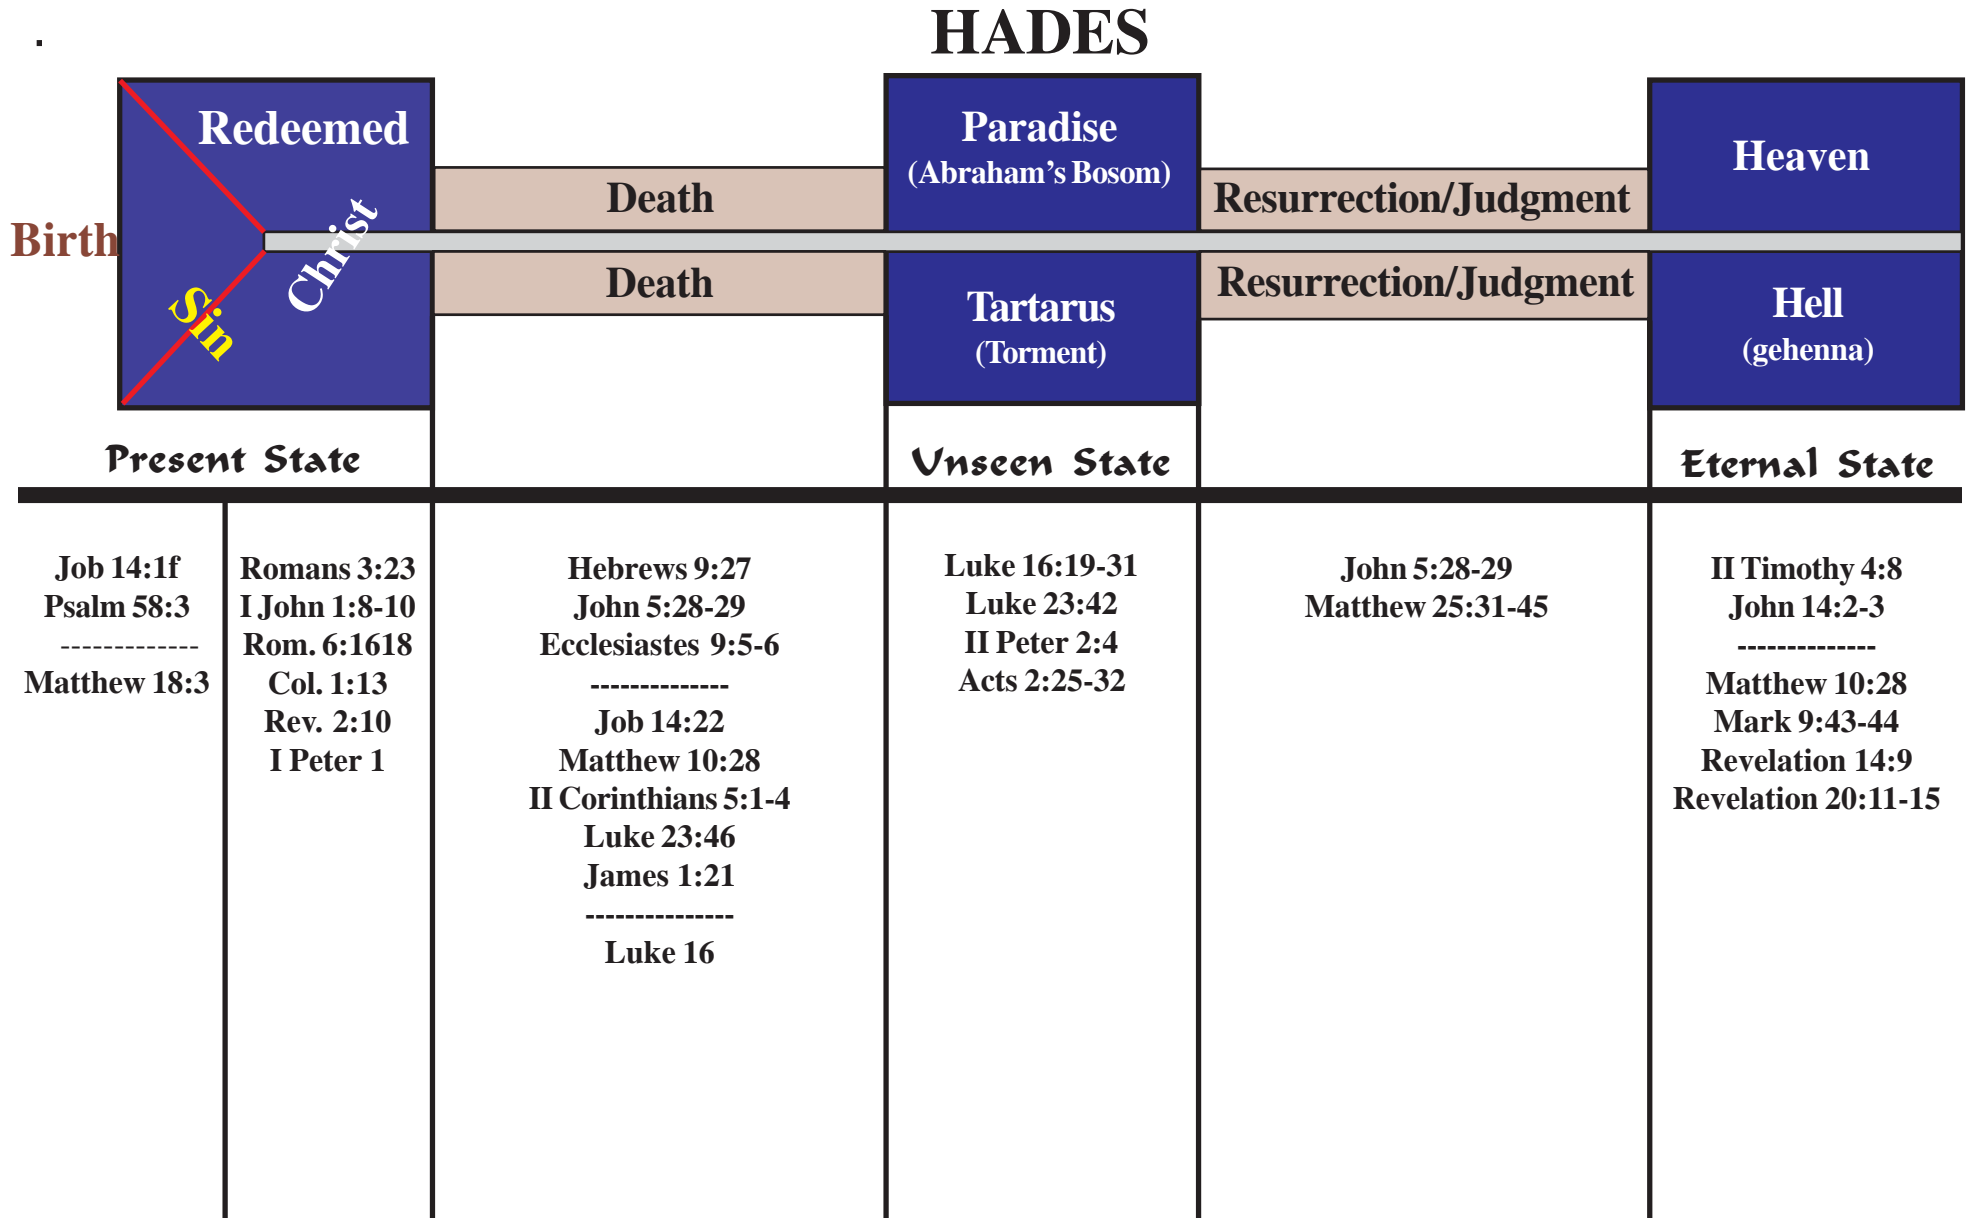 HADES
.
Birth
Redeemed
Christ
Sin
Death
Death
Paradise
(Abraham's Bosom)
Tartarus
(Torment)
Resurrection/Judgment
Resurrection/Judgment
Heaven
Hell
(gehenna)
Present State
Unseen State
Eternal State
Job 14:1f
Psalm 58:3
--------------
Matthew 18:3
Romans 3:23
I John 1:8-10
Rom. 6:1618
Col. 1:13
Rev. 2:10
I Peter 1
Hebrews 9:27
John 5:28-29
Ecclesiastes 9:5-6
--------------
Job 14:22
Matthew 10:28
II Corinthians 5:1-4
Luke 23:46
James 1:21
---------------
Luke 16
Luke 16:19-31
Luke 23:42
II Peter 2:4
Acts 2:25-32
John 5:28-29
Matthew 25:31-45
II Timothy 4:8
John 14:2-3
--------------
Matthew 10:28
Mark 9:43-44
Revelation 14:9
Revelation 20:11-15